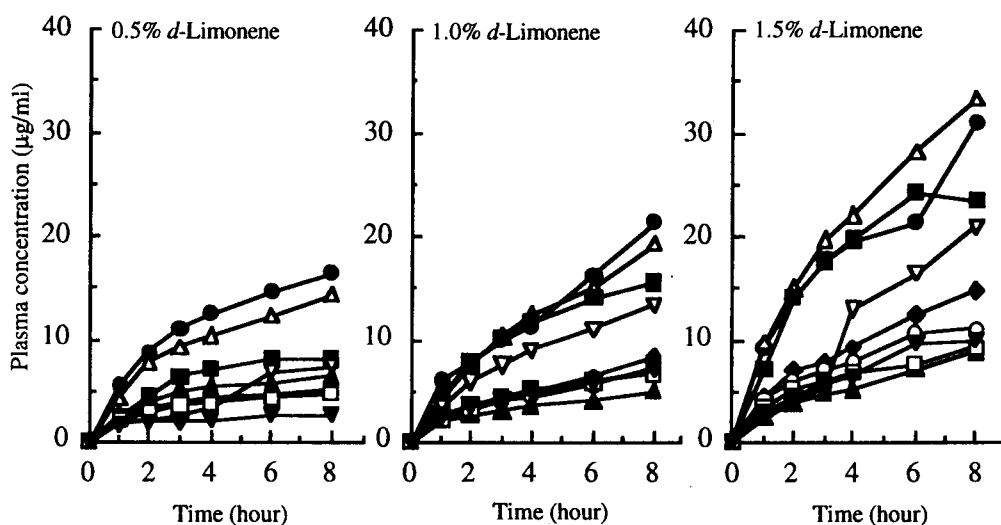 0.5% d-Limonene
1.0% d-Limonene
1.5% d-Limonene
Plasma concentration (μg/ml)
40
30
20
10
0
40
30
20
10
0
40
30
20
10
0
0 2 4 6 8
0 2 4 6 8
0 2 4 6 8
Time (hour)
Time (hour)
Time (hour)